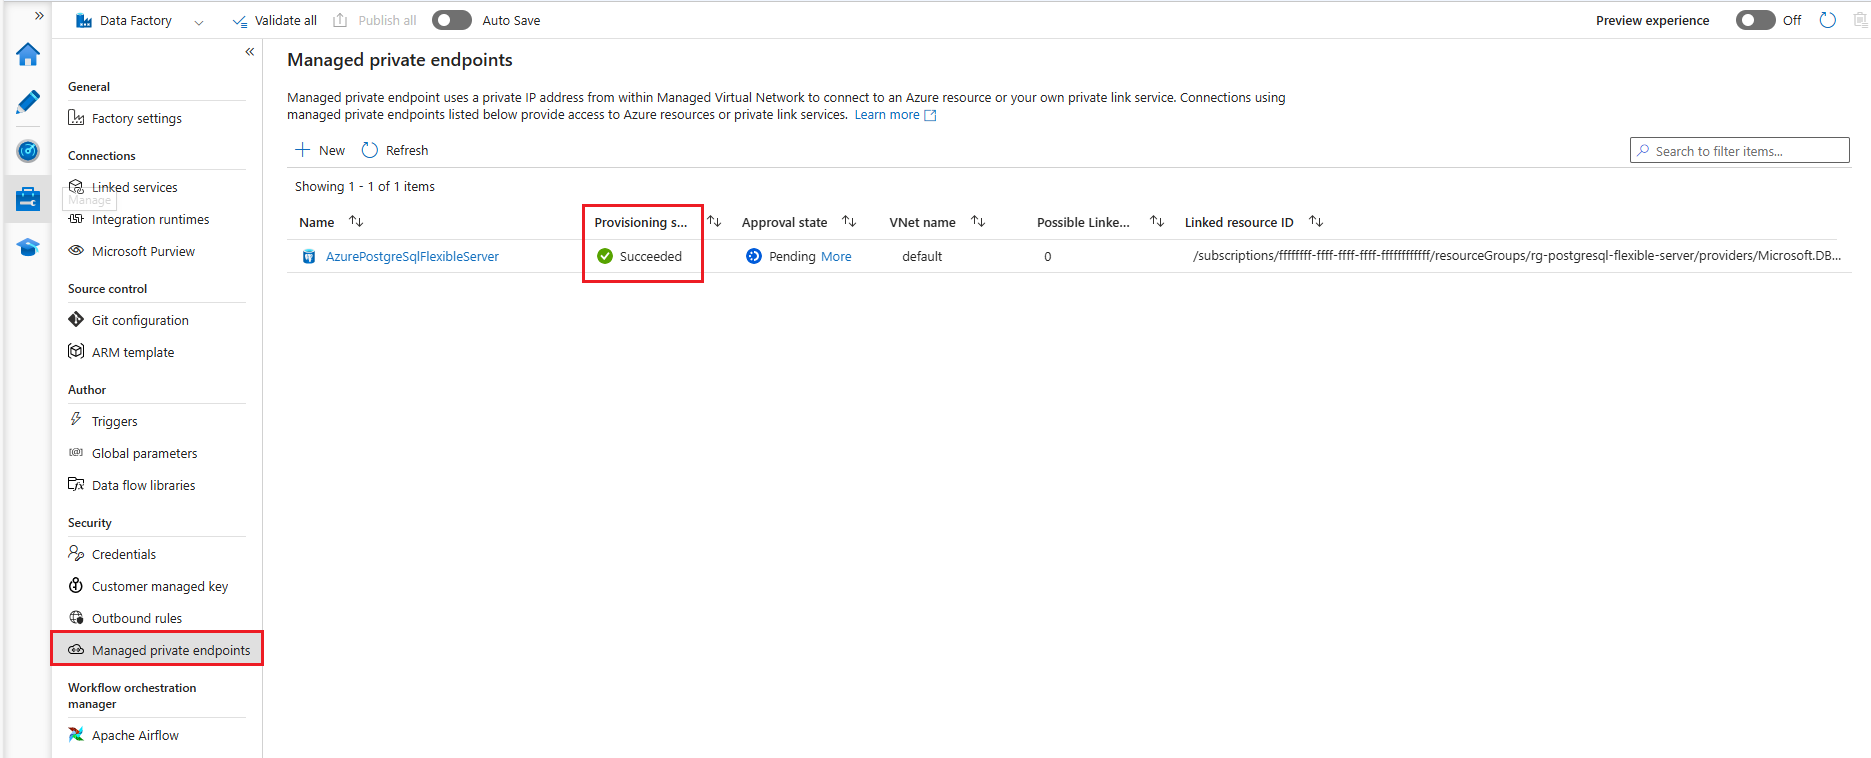 Data Factory
Validate all
Publish all
Auto Save
Preview experience
Off
General
Factory settings
Connections
Linked services
Manage
Integration runtimes
Microsoft Purview
Source control
Git configuration
ARM template
Author
Triggers
Global parameters
Data flow libraries
Security
Credentials
Customer managed key
Outbound rules
Managed private endpoints
Workflow orchestration
manager
Apache Airflow
Managed private endpoints
Managed private endpoint uses a private IP address from within Managed Virtual Network to connect to an Azure resource or your own private link service. Connections using
managed private endpoints listed below provide access to Azure resources or private link services. Learn more
New Refresh
Search to filter items...
Showing 1 - 1 of 1 items
Name Provisioning s... Approval state VNet name Possible Linke... Linked resource ID
AzurePostgreSqlFlexibleServer Succeeded Pending More default 0 /subscriptions/ffffffff-ffff-ffff-ffff-ffffffffffff/resourceGroups/rg-postgresql-flexible-server/providers/Microsoft.DB...